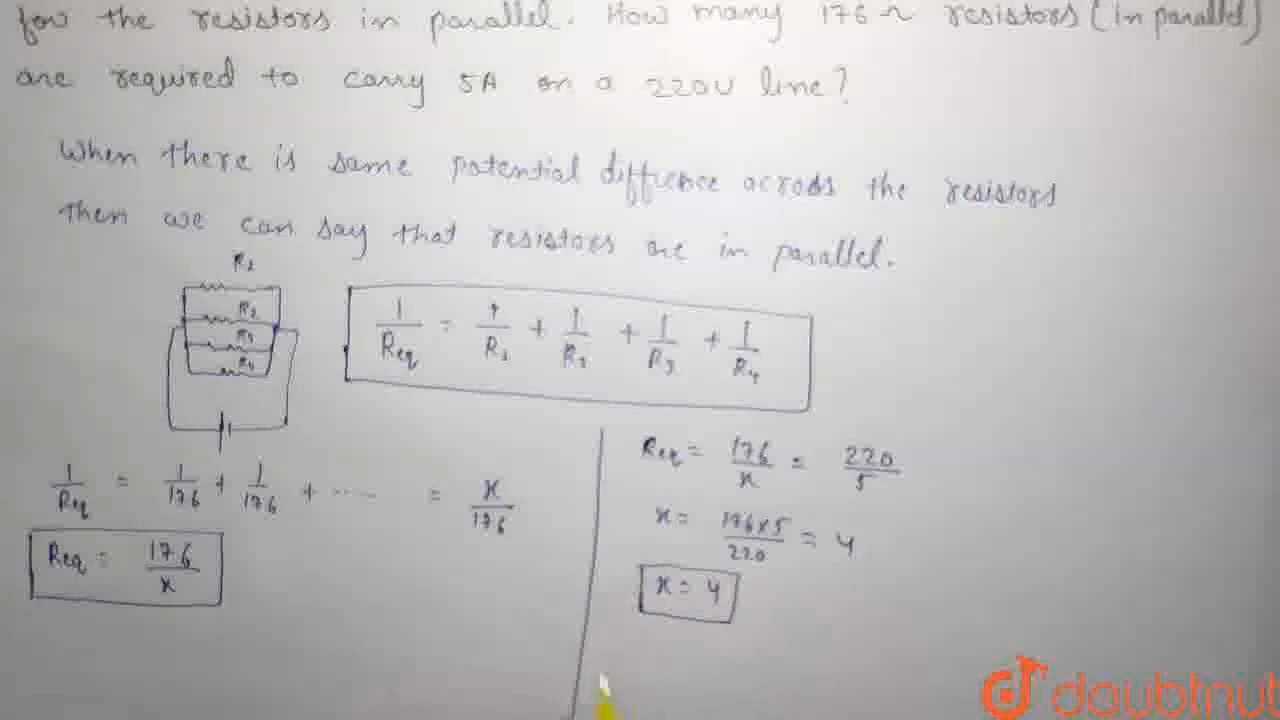 for the resistors in parallel. How many 176 Ω resistors (in parallel)
are required to carry 5A on a 220V line?
When there is same potential diffrence across the resistors
then we can say that resistors are in parallel.
R1
R2
R3
R4
1/Req = 1/R1 + 1/R2 + 1/R3 + 1/R4
1/Req = 1/176 + 1/176 + ---- = x/176
Req = 176/x
Req = 176/x = 220/5
x = 176×5/220 = 4
x = 4
doubtnut